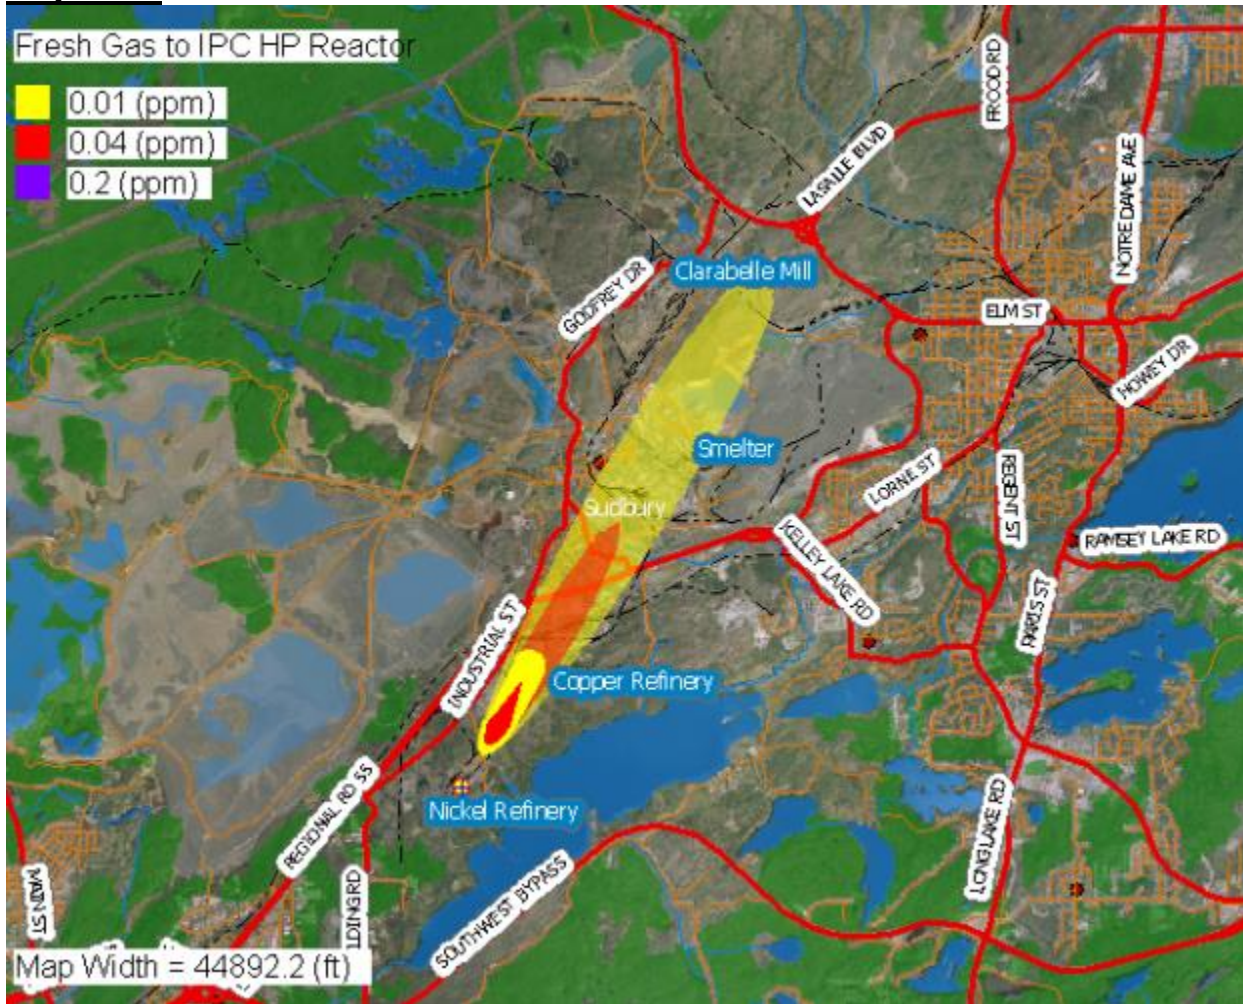 Fresh Gas to IPC HP Reactor
0.01 (ppm)
0.04 (ppm)
0.2 (ppm)
FROOD RD
LASALLE BLVD
NOTRE DAME AVE
Clarabelle Mill
GODFREY DR
ELM ST
HOWEY DR
Smelter
LORNE ST
REGENT ST
Sudbury
KELLEY LAKE RD
RAMSEY LAKE RD
PARIS ST
INDUSTRIAL ST
Copper Refinery
Nickel Refinery
REGIONAL RD 55
LONG LAKE RD
MAIN ST
SOUTHWEST BYPASS
Map Width = 44892.2 (ft)